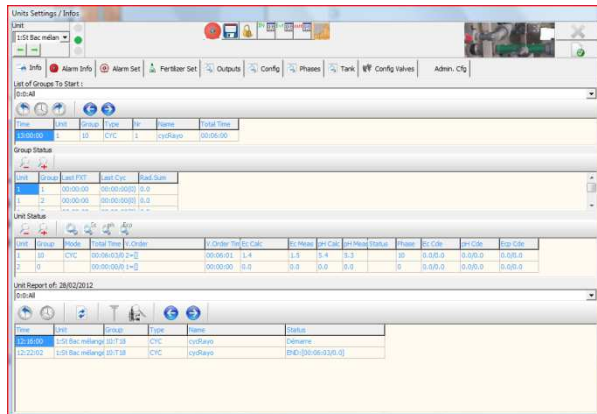 Units Settings / Infos
Unit
1:St Bac mélan
Info Alarm Info Alarm Set Fertilizer Set Outputs Config Phases Tank Config Valves Admin. Cfg
List of Groups To Start :
0:0:All
Time Unit Group Type Nr Name Total Time
13:00:00 1 10 CYC 1 cycRayo 00:06:00
Group Status
Unit Group Last FXT Last Cyc Rad.Sum
1 1 00:00:00 00:00:00[0] 0.0
1 2 00:00:00 00:00:00[0] 0.0
Unit Status
Unit Group Mode Total Time V.Order V.Order Tim Ec Calc Ec Meas pH Calc pH Meas Status Phase Ec Cde pH Cde Ecp Cde
1 10 CYC 00:06:03/0 2=[] 00:06:01 1.4 1.5 5.4 5.3 10 0.0/0.0 0.0/0.0 0.0/0.0
2 0 00:00:00/0 1=[] 00:00:00 0.0 0.0 0.0 0.0 0 0.0/0.0 0.0/0.0 0.0/0.0
Unit Report of: 28/02/2012
0:0:All
Time Unit Group Type Name Status
12:16:00 1:St Bac mélange 10:T18 CYC cycRayo Démarre
12:22:02 1:St Bac mélange 10:T18 CYC cycRayo END:[00:06:03/0.0]